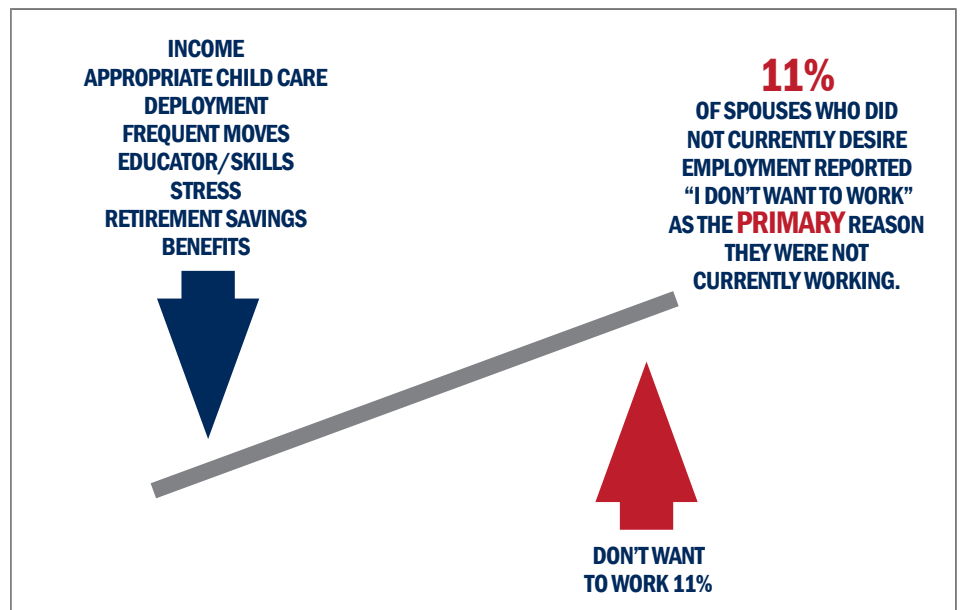 INCOME
APPROPRIATE CHILD CARE
DEPLOYMENT
FREQUENT MOVES
EDUCATOR/SKILLS
STRESS
RETIREMENT SAVINGS
BENEFITS
11%
OF SPOUSES WHO DID
NOT CURRENTLY DESIRE
EMPLOYMENT REPORTED
“I DON’T WANT TO WORK”
AS THE PRIMARY REASON
THEY WERE NOT
CURRENTLY WORKING.
DON’T WANT
TO WORK 11%